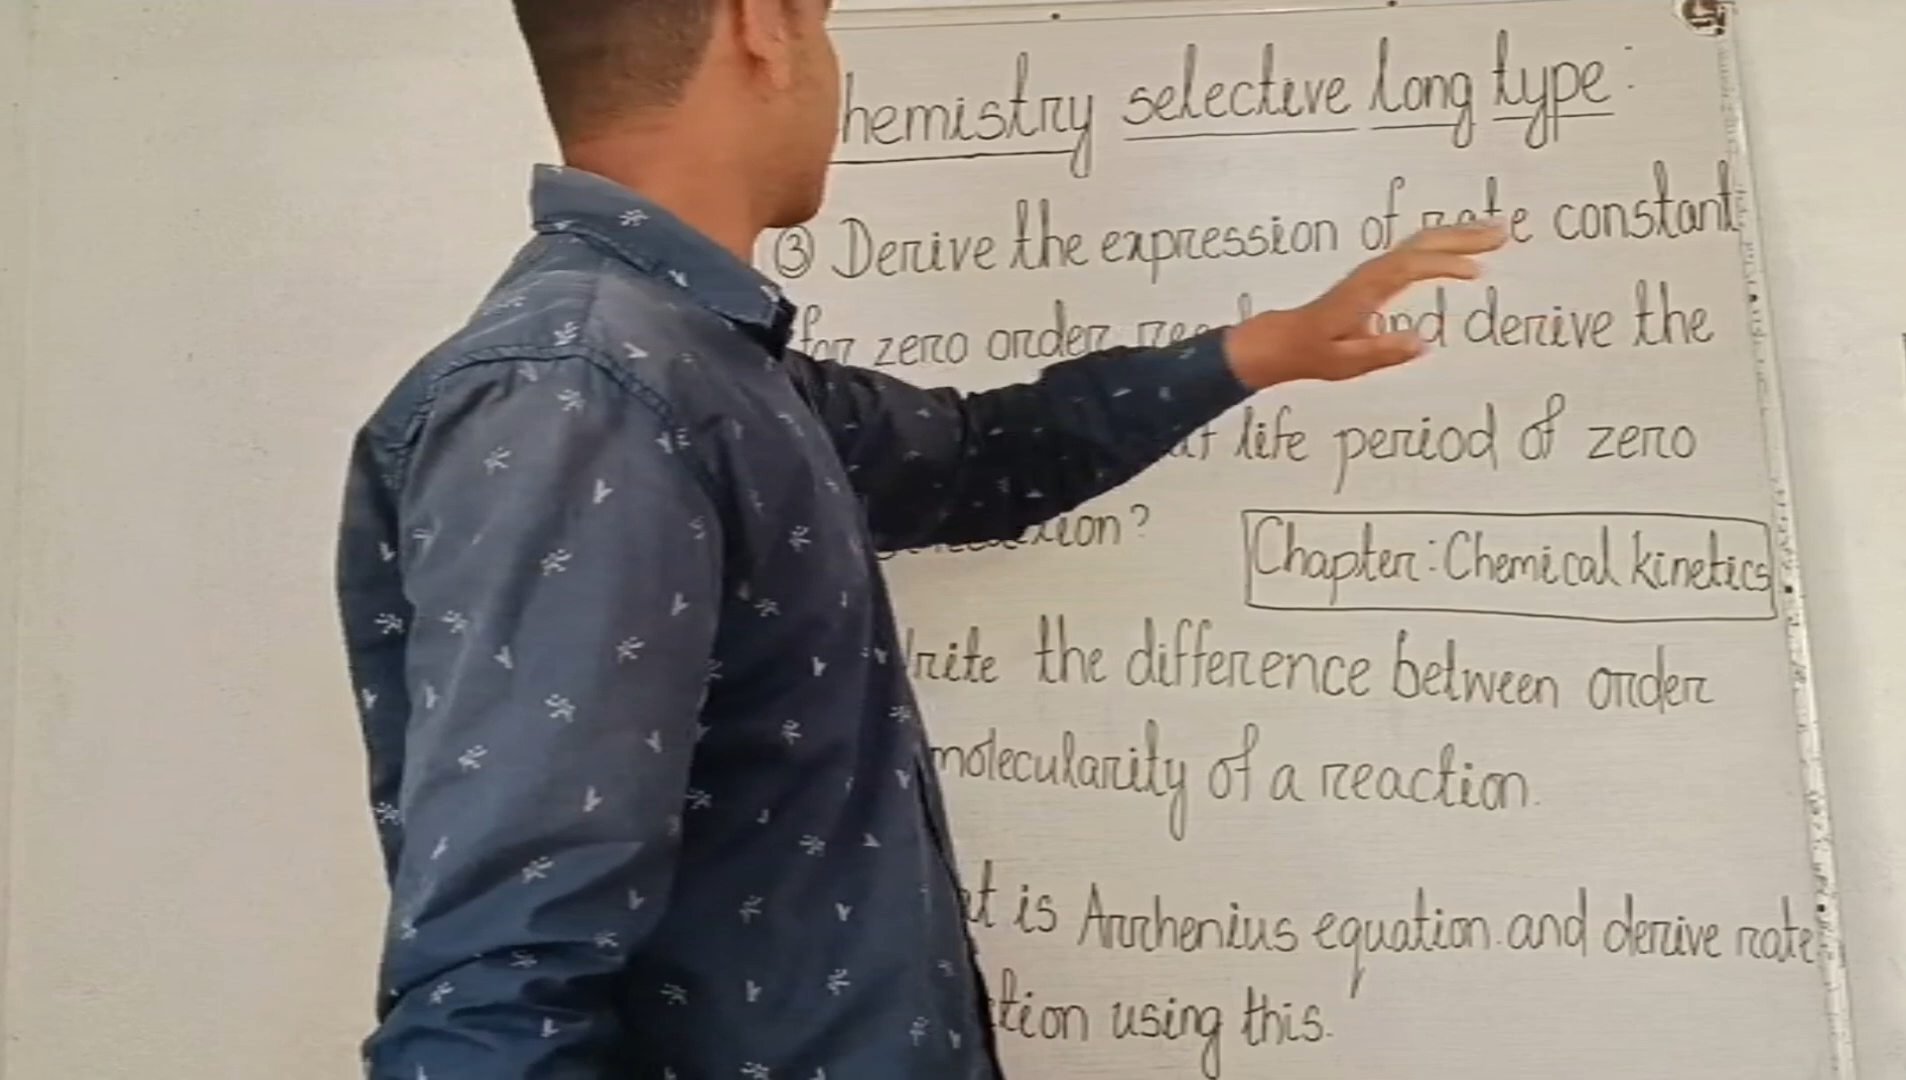 hemistry selective long type:
③ Derive the expression of rate constant
for zero order and derive the
life period of zero
tion?
Chapter: Chemical kinetics
rite the difference between order
molecularity of a reaction.
t is Arrhenius equation. and derive rate
tion using this.